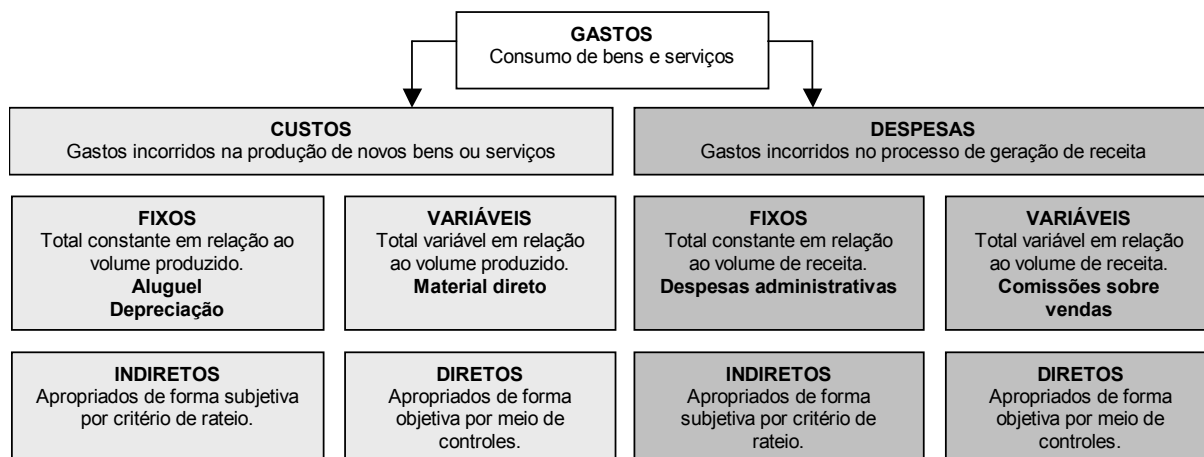 GASTOS
Consumo de bens e serviços
CUSTOS
Gastos incorridos na produção de novos bens ou serviços
DESPESAS
Gastos incorridos no processo de geração de receita
FIXOS
Total constante em relação ao
volume produzido.
Aluguel
Depreciação
VARIÁVEIS
Total variável em relação
ao volume produzido.
Material direto
FIXOS
Total constante em relação
ao volume de receita.
Despesas administrativas
VARIÁVEIS
Total variável em relação
ao volume de receita.
Comissões sobre
vendas
INDIRETOS
Apropriados de forma subjetiva
por critério de rateio.
DIRETOS
Apropriados de forma
objetiva por meio de
controles.
INDIRETOS
Apropriados de forma
subjetiva por critério de
rateio.
DIRETOS
Apropriados de forma
objetiva por meio de
controles.